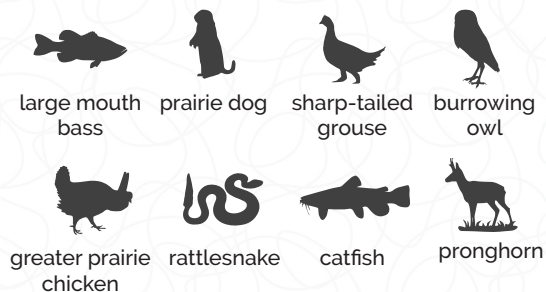 large mouth
bass
prairie dog
sharp-tailed
grouse
burrowing
owl
greater prairie
chicken
rattlesnake
catfish
pronghorn